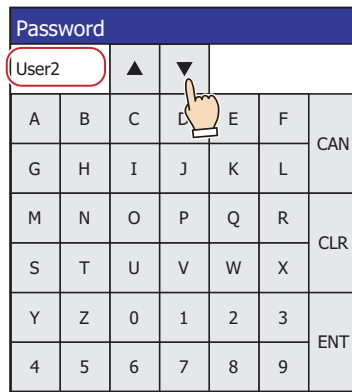 Password
User2 ▲ ▼
A B C D E F
CAN
G H I J K L
M N O P Q R
CLR
S T U V W X
Y Z 0 1 2 3
ENT
4 5 6 7 8 9